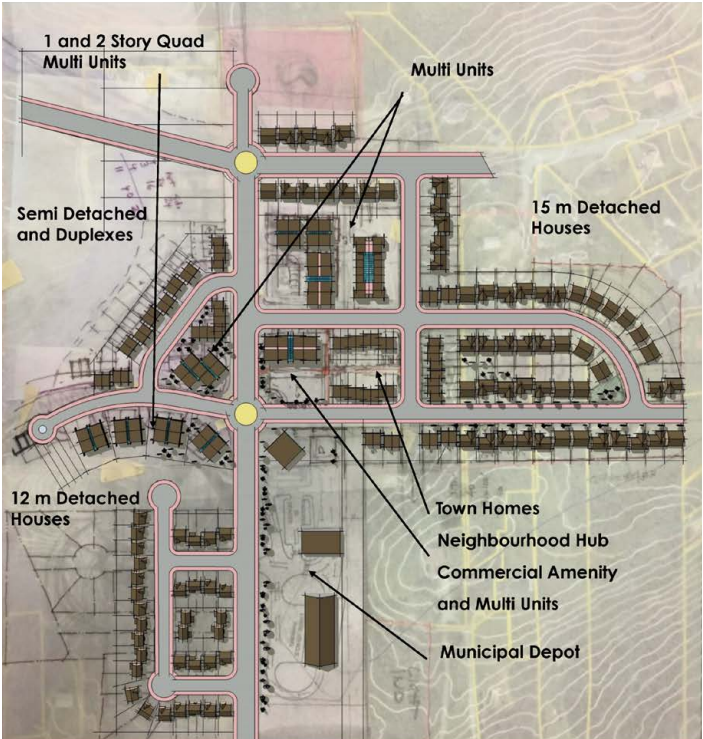 1 and 2 Story Quad
Multi Units
Multi Units
Semi Detached
and Duplexes
15 m Detached
Houses
12 m Detached
Houses
Town Homes
Neighbourhood Hub
Commercial Amenity
and Multi Units
Municipal Depot